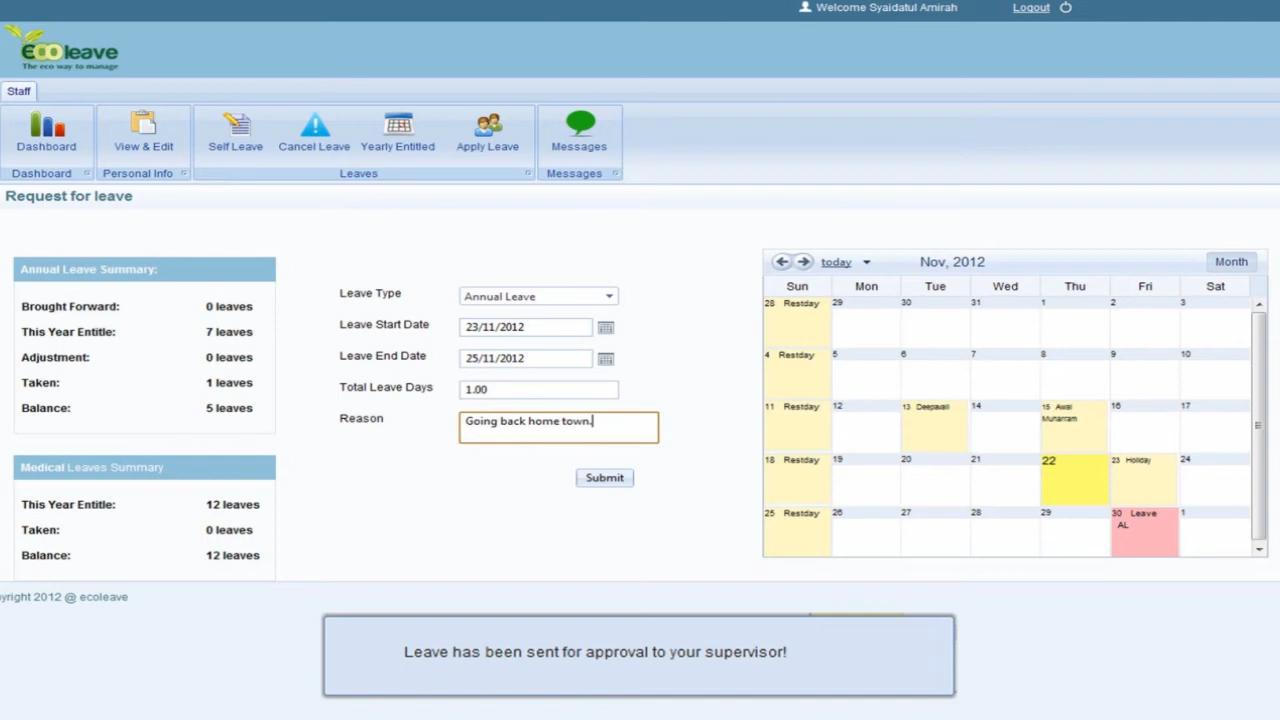 Welcome Syaidatul Amirah Logout
ecoleave
The eco way to manage
Staff
Dashboard View & Edit Self Leave Cancel Leave Yearly Entitled Apply Leave Messages
Dashboard Personal Info Leaves Messages
Request for leave
Annual Leave Summary:
Brought Forward: 0 leaves
This Year Entitle: 7 leaves
Adjustment: 0 leaves
Taken: 1 leaves
Balance: 5 leaves
Medical Leaves Summary
This Year Entitle: 12 leaves
Taken: 0 leaves
Balance: 12 leaves
Leave Type Annual Leave
Leave Start Date 23/11/2012
Leave End Date 25/11/2012
Total Leave Days 1.00
Reason Going back home town.
Submit
today Nov, 2012 Month
Sun Mon Tue Wed Thu Fri Sat
28 Restday 29 30 31 1 2 3
4 Restday 5 6 7 8 9 10
11 Restday 12 13 Deepavali 14 15 Awal 16 17
Muharram
18 Restday 19 20 21 22 23 Holiday 24
25 Restday 26 27 28 29 30 Leave 1
AL
yright 2012 @ ecoleave
Leave has been sent for approval to your supervisor!